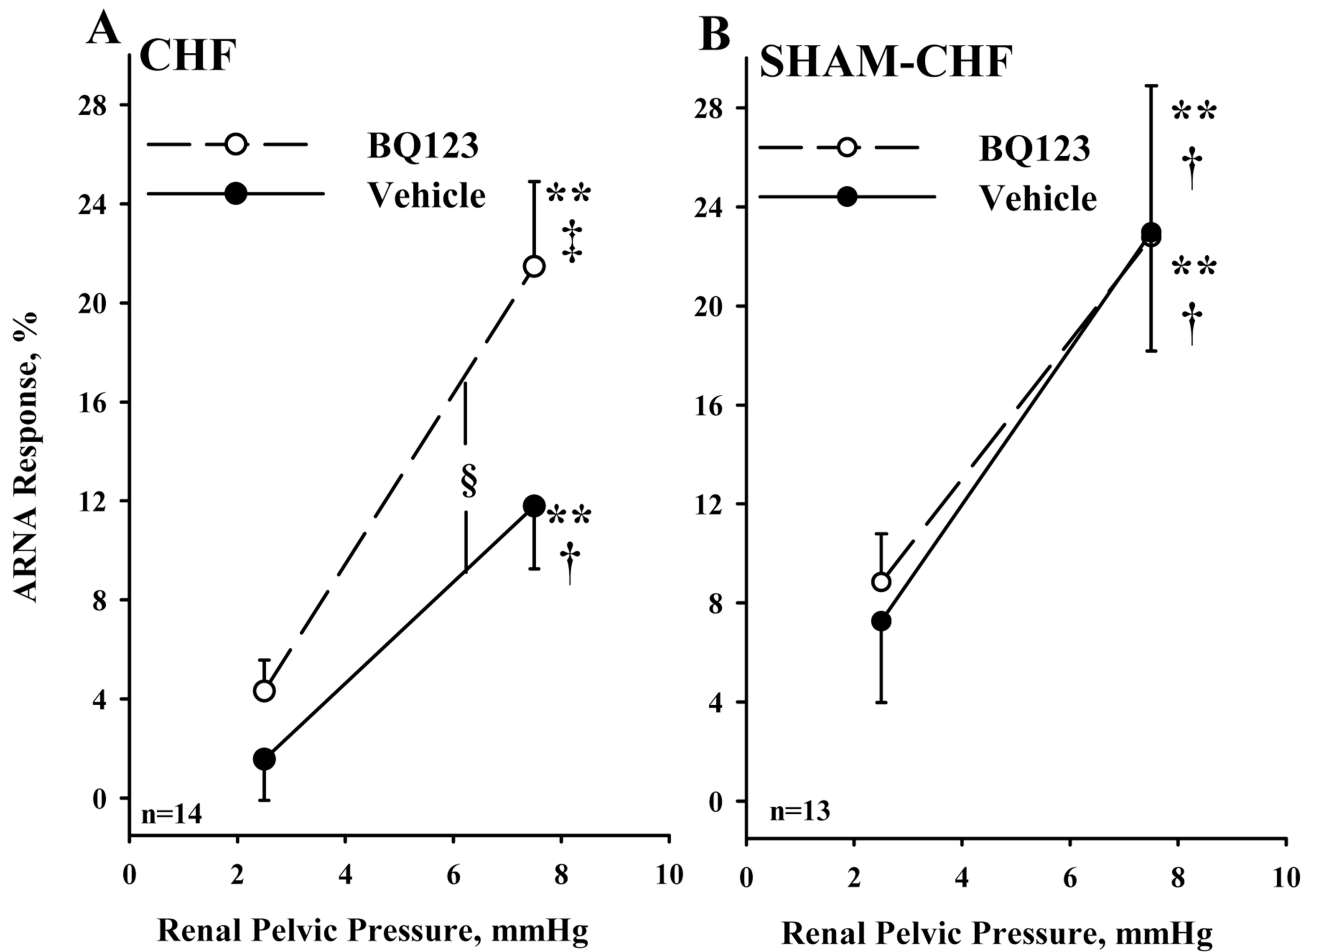 A
CHF
28
24
20
16
12
8
4
0
ARNA Response, %
BQ123
Vehicle
**
‡
§
**
†
n=14
0 2 4 6 8 10
Renal Pelvic Pressure, mmHg
B
SHAM-CHF
28
24
20
16
12
8
4
0
BQ123
Vehicle
**
†
**
†
n=13
0 2 4 6 8 10
Renal Pelvic Pressure, mmHg